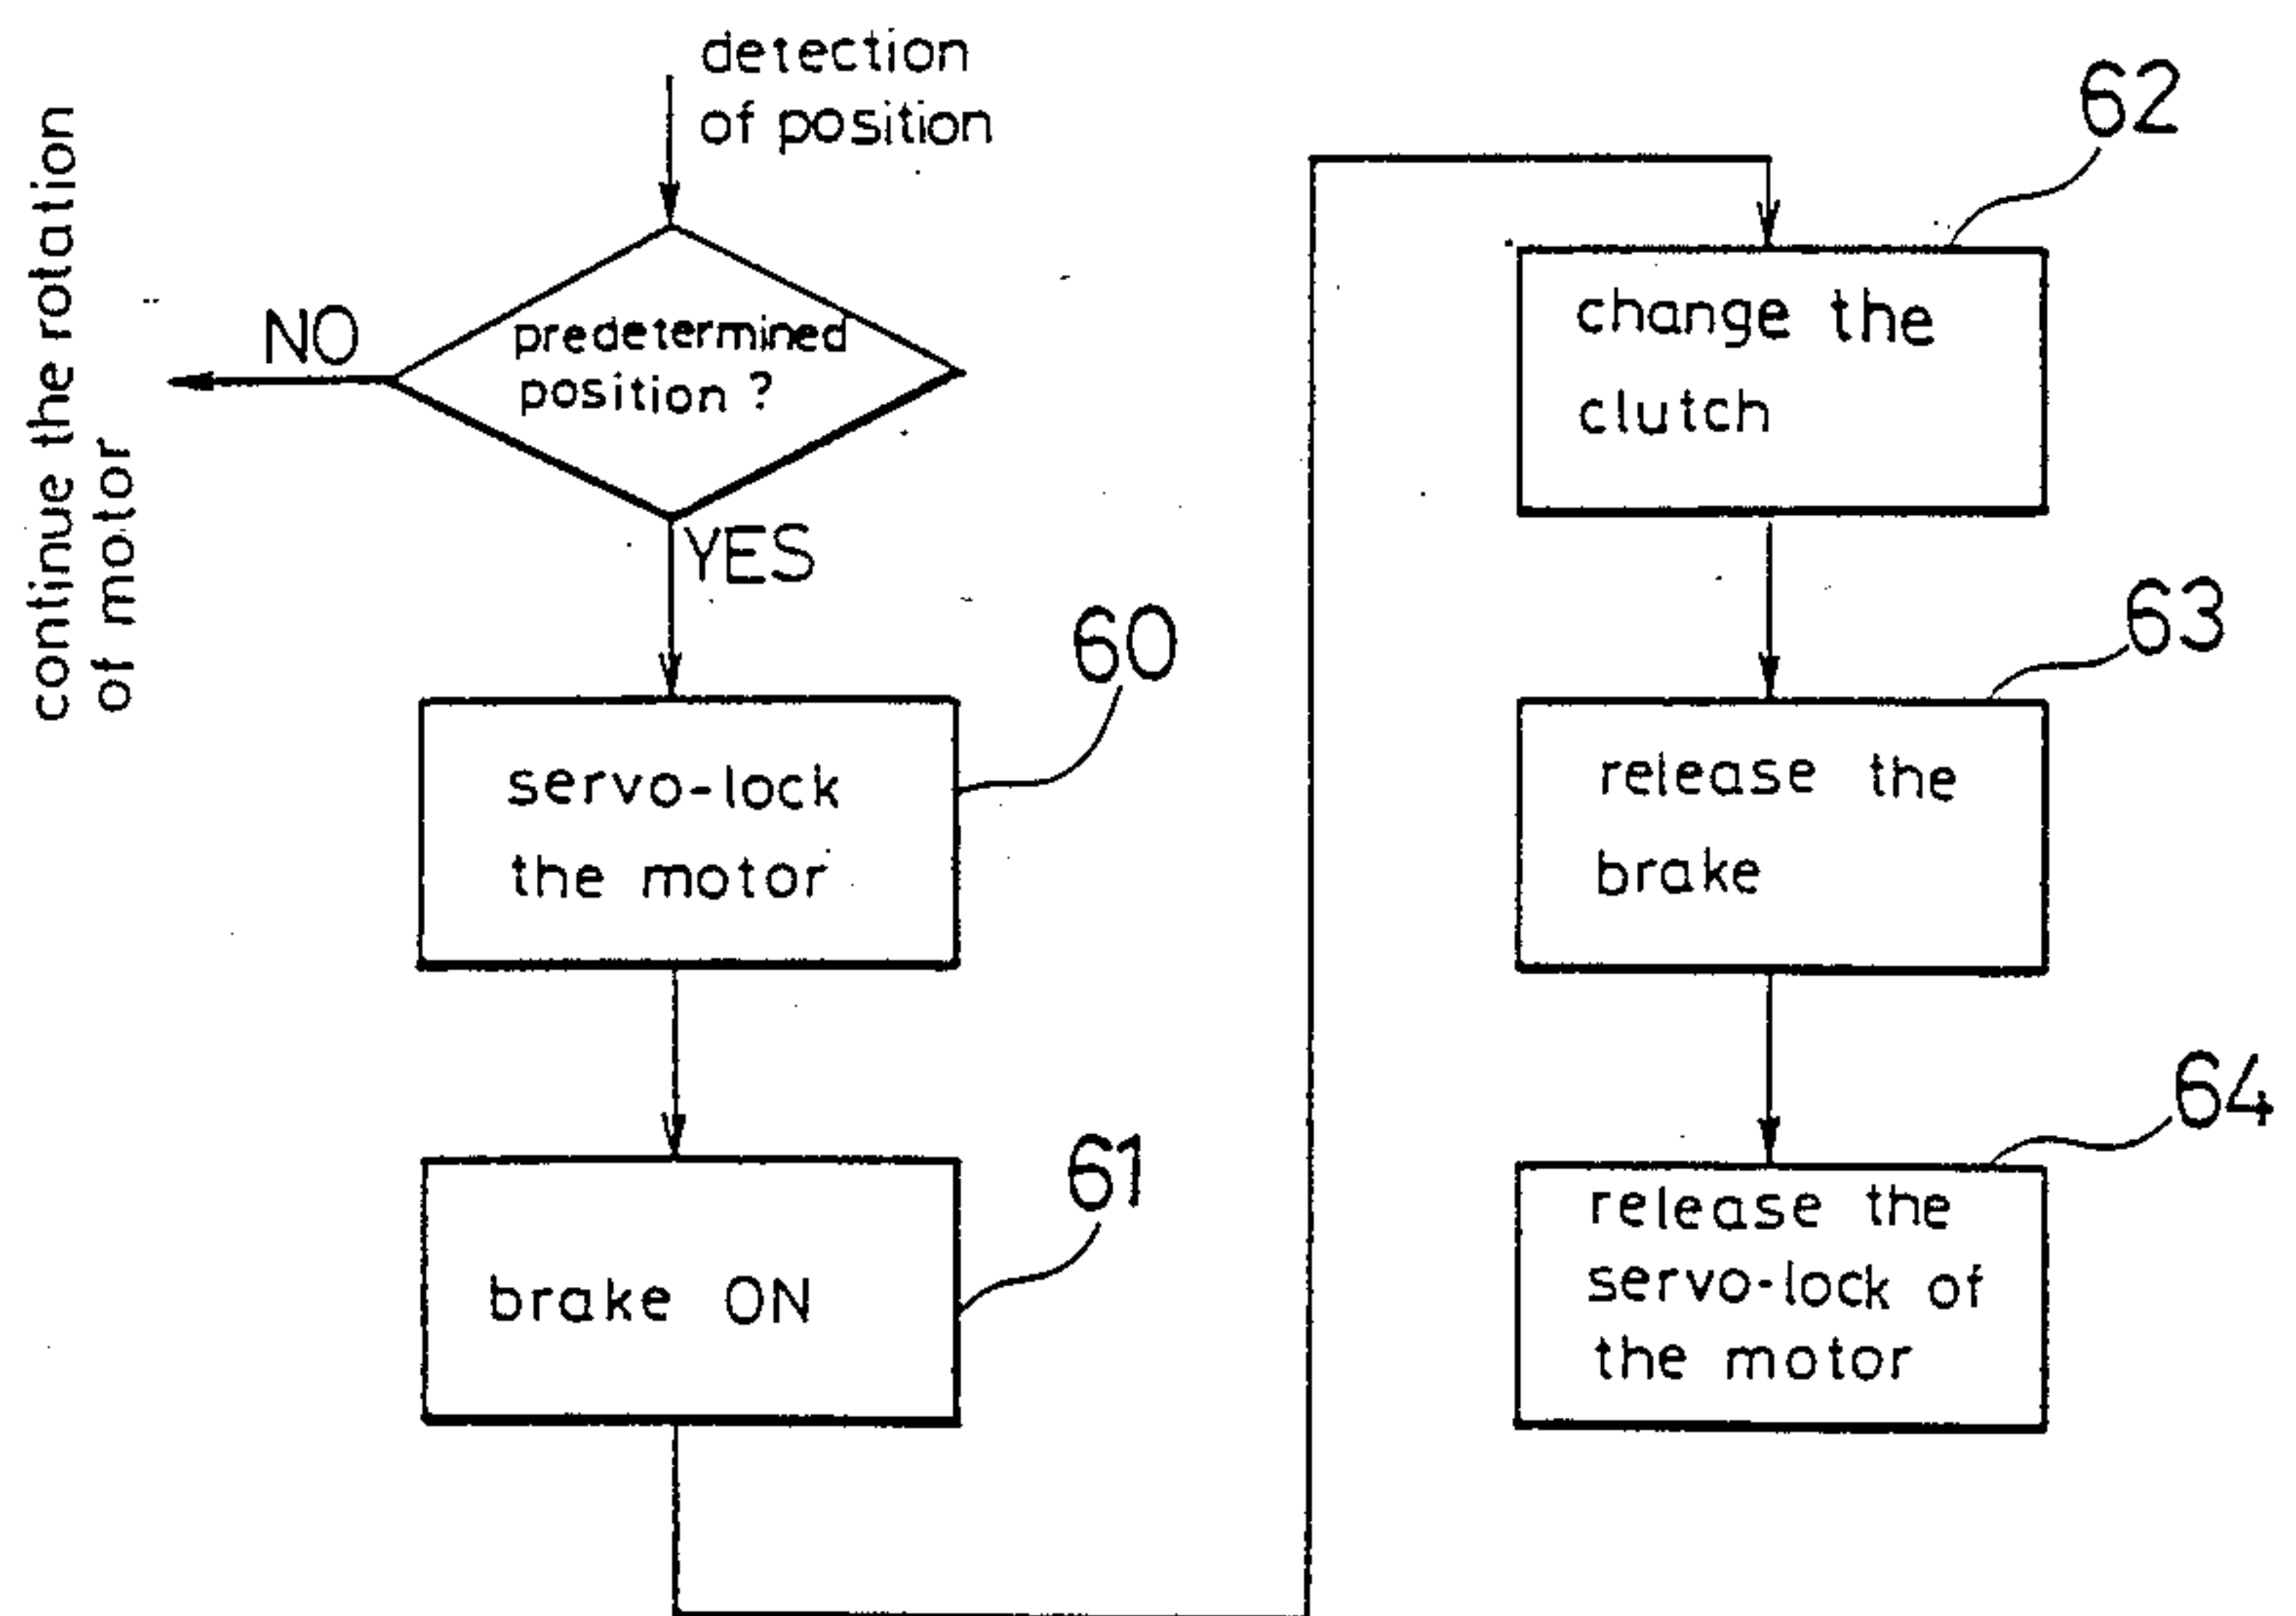 detection
of position
predetermined
position ?
NO
continue the rotation
of motor
YES
60
servo-lock
the motor
61
brake ON
62
change the
clutch
63
release the
brake
64
release the
servo-lock of
the motor